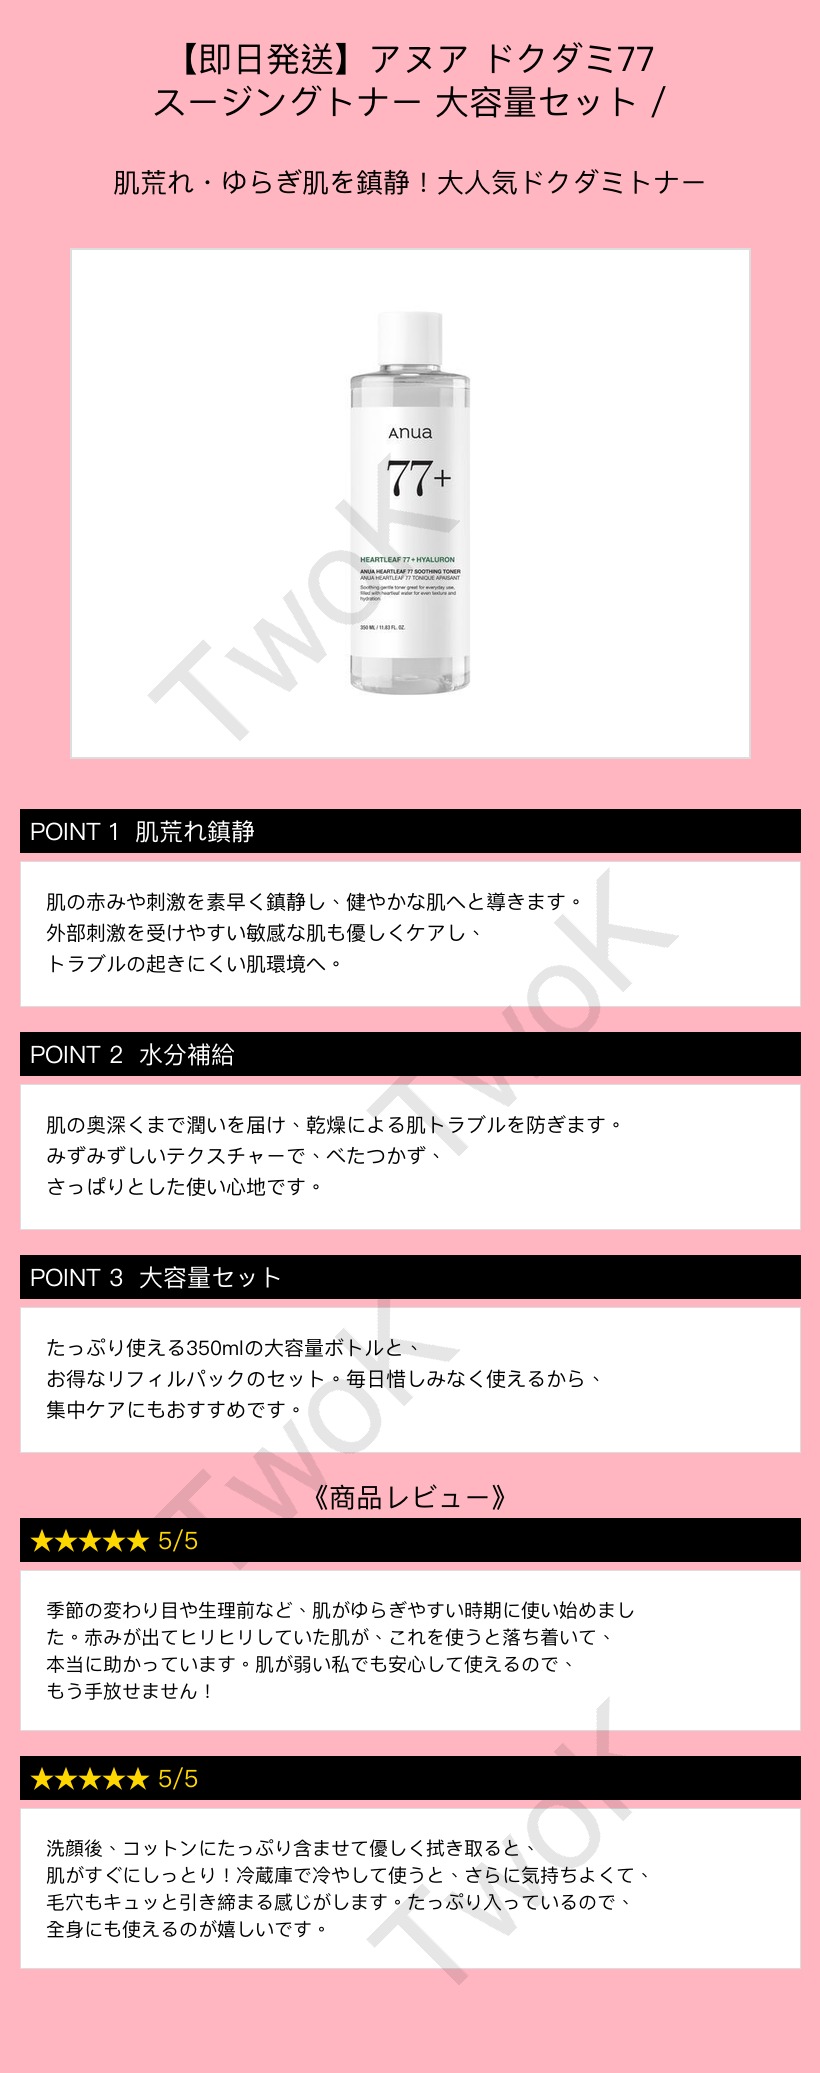 【即日発送】アヌア ドクダミ77
スージングトナー 大容量セット /
肌荒れ・ゆらぎ肌を鎮静！大人気ドクダミトナー
Anua
77+
HEARTLEAF 77+ HYALURON
ANUA HEARTLEAF 77 SOOTHING TONER
ANUA HEARTLEAF 77 TONIQUE APAISANT
Soothing gentle toner great for everyday use,
filled with heartleaf water for even texture and
hydration.
350 ML / 11.83 FL. OZ.
TwoK
POINT 1 肌荒れ鎮静
肌の赤みや刺激を素早く鎮静し、健やかな肌へと導きます。
外部刺激を受けやすい敏感な肌も優しくケアし、
トラブルの起きにくい肌環境へ。
TwoK
POINT 2 水分補給
肌の奥深くまで潤いを届け、乾燥による肌トラブルを防ぎます。
みずみずしいテクスチャーで、べたつかず、
さっぱりとした使い心地です。
POINT 3 大容量セット
たっぷり使える350mlの大容量ボトルと、
お得なリフィルパックのセット。毎日惜しみなく使えるから、
集中ケアにもおすすめです。
TwoK
《商品レビュー》
★★★★★ 5/5
季節の変わり目や生理前など、肌がゆらぎやすい時期に使い始めまし
た。赤みが出てヒリヒリしていた肌が、これを使うと落ち着いて、
本当に助かっています。肌が弱い私でも安心して使えるので、
もう手放せません！
★★★★★ 5/5
洗顔後、コットンにたっぷり含ませて優しく拭き取ると、
肌がすぐにしっとり！冷蔵庫で冷やして使うと、さらに気持ちよくて、
毛穴もキュッと引き締まる感じがします。たっぷり入っているので、
全身にも使えるのが嬉しいです。
TwoK